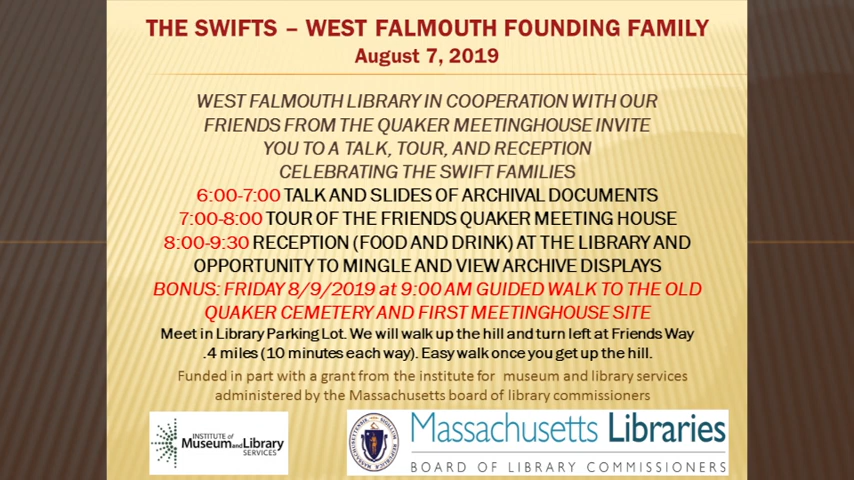 THE SWIFTS – WEST FALMOUTH FOUNDING FAMILY
August 7, 2019
WEST FALMOUTH LIBRARY IN COOPERATION WITH OUR
FRIENDS FROM THE QUAKER MEETINGHOUSE INVITE
YOU TO A TALK, TOUR, AND RECEPTION
CELEBRATING THE SWIFT FAMILIES
6:00-7:00 TALK AND SLIDES OF ARCHIVAL DOCUMENTS
7:00-8:00 TOUR OF THE FRIENDS QUAKER MEETING HOUSE
8:00-9:30 RECEPTION (FOOD AND DRINK) AT THE LIBRARY AND
OPPORTUNITY TO MINGLE AND VIEW ARCHIVE DISPLAYS
BONUS: FRIDAY 8/9/2019 at 9:00 AM GUIDED WALK TO THE OLD
QUAKER CEMETERY AND FIRST MEETINGHOUSE SITE
Meet in Library Parking Lot. We will walk up the hill and turn left at Friends Way
.4 miles (10 minutes each way). Easy walk once you get up the hill.
Funded in part with a grant from the institute for museum and library services
administered by the Massachusetts board of library commissioners
INSTITUTE of
Museum and Library
SERVICES
Massachusetts Libraries
BOARD OF LIBRARY COMMISSIONERS